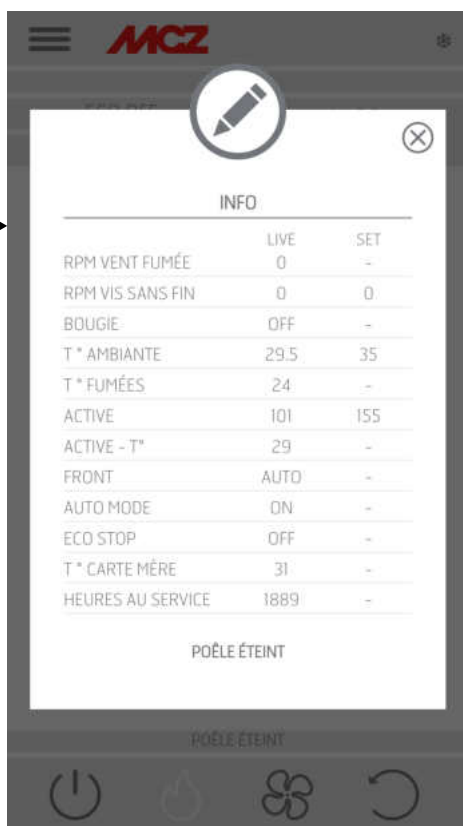 MCZ
INFO
LIVE SET
RPM VENT FUMÉE 0 -
RPM VIS SANS FIN 0 0
BOUGIE OFF -
T° AMBIANTE 29.5 35
T° FUMÉES 24 -
ACTIVE 101 155
ACTIVE - T° 29 -
FRONT AUTO -
AUTO MODE ON -
ECO STOP OFF -
T° CARTE MÈRE 31 -
HEURES AU SERVICE 1889 -
POÊLE ÉTEINT
POÊLE ÉTEINT